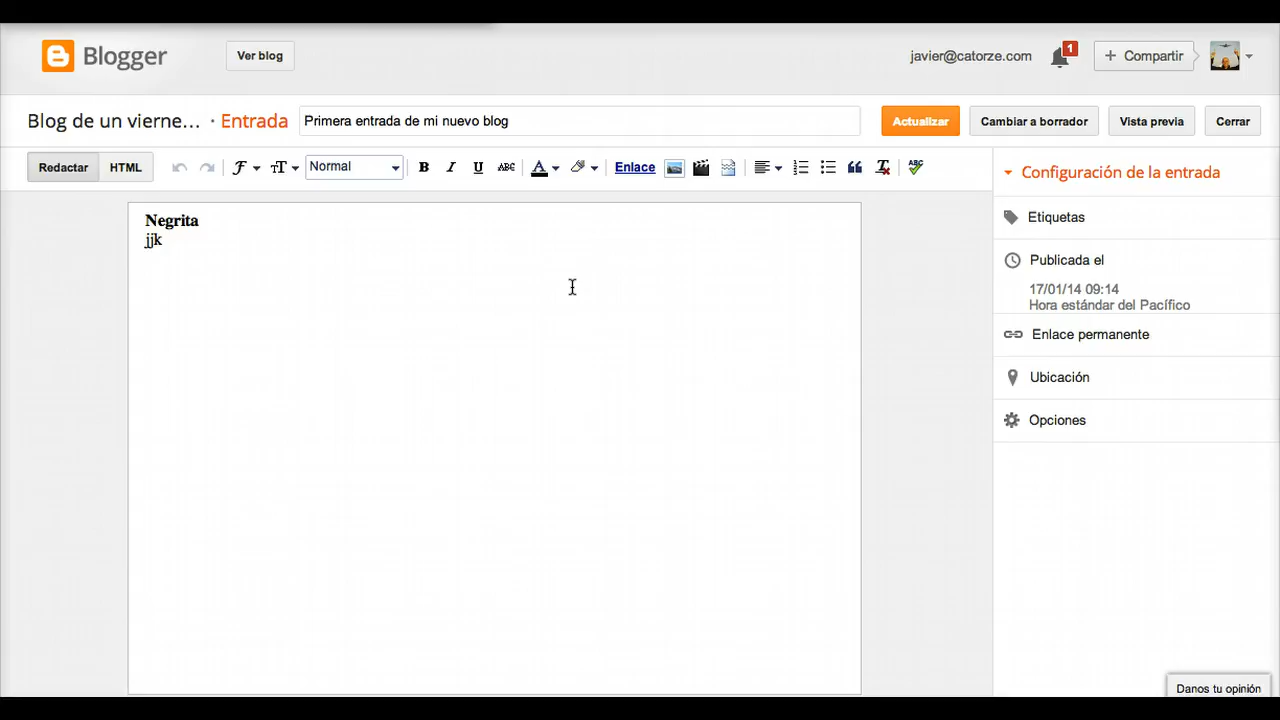 Blogger
Ver blog
javier@catorze.com
1
+ Compartir
Blog de un vierne... · Entrada
Primera entrada de mi nuevo blog
Actualizar
Cambiar a borrador
Vista previa
Cerrar
Redactar
HTML
Normal
B I U ABC A
Enlace
ABC
Configuración de la entrada
Etiquetas
Publicada el
17/01/14 09:14
Hora estándar del Pacífico
Enlace permanente
Ubicación
Opciones
Negrita
jjk
Danos tu opinión